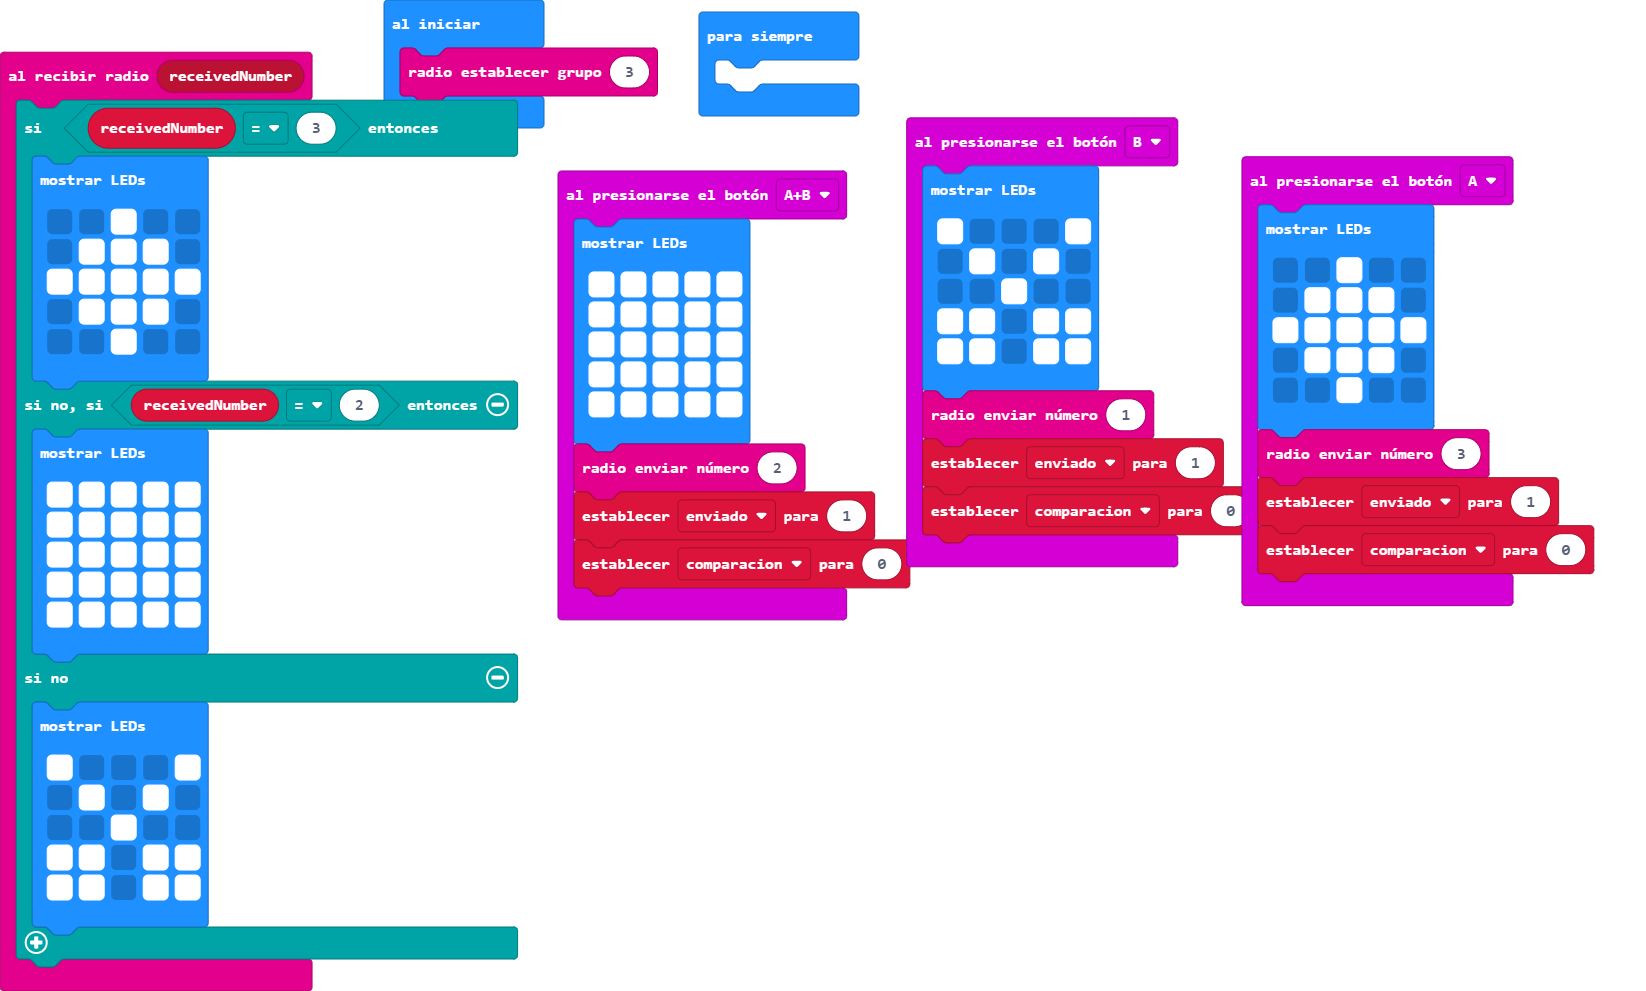 al iniciar
radio establecer grupo 3
para siempre
al recibir radio receivedNumber
si receivedNumber = 3 entonces
mostrar LEDs
si no, si receivedNumber = 2 entonces
mostrar LEDs
si no
mostrar LEDs
al presionarse el botón A+B
mostrar LEDs
radio enviar número 2
establecer enviado para 1
establecer comparacion para 0
al presionarse el botón B
mostrar LEDs
radio enviar número 1
establecer enviado para 1
establecer comparacion para 0
al presionarse el botón A
mostrar LEDs
radio enviar número 3
establecer enviado para 1
establecer comparacion para 0